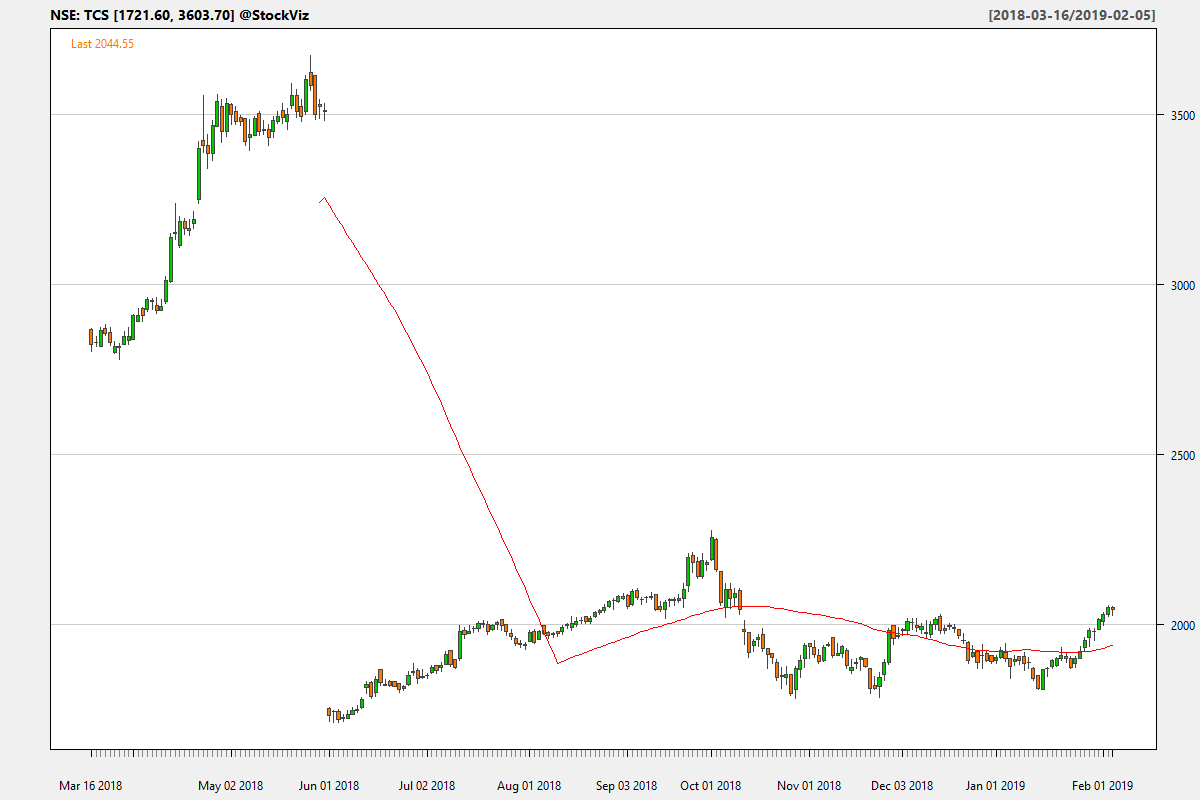 NSE: TCS [1721.60, 3603.70] @StockViz
[2018-03-16/2019-02-05]
Last 2044.55
3500
3000
2500
2000
Mar 16 2018 May 02 2018 Jun 01 2018 Jul 02 2018 Aug 01 2018 Sep 03 2018 Oct 01 2018 Nov 01 2018 Dec 03 2018 Jan 01 2019 Feb 01 2019